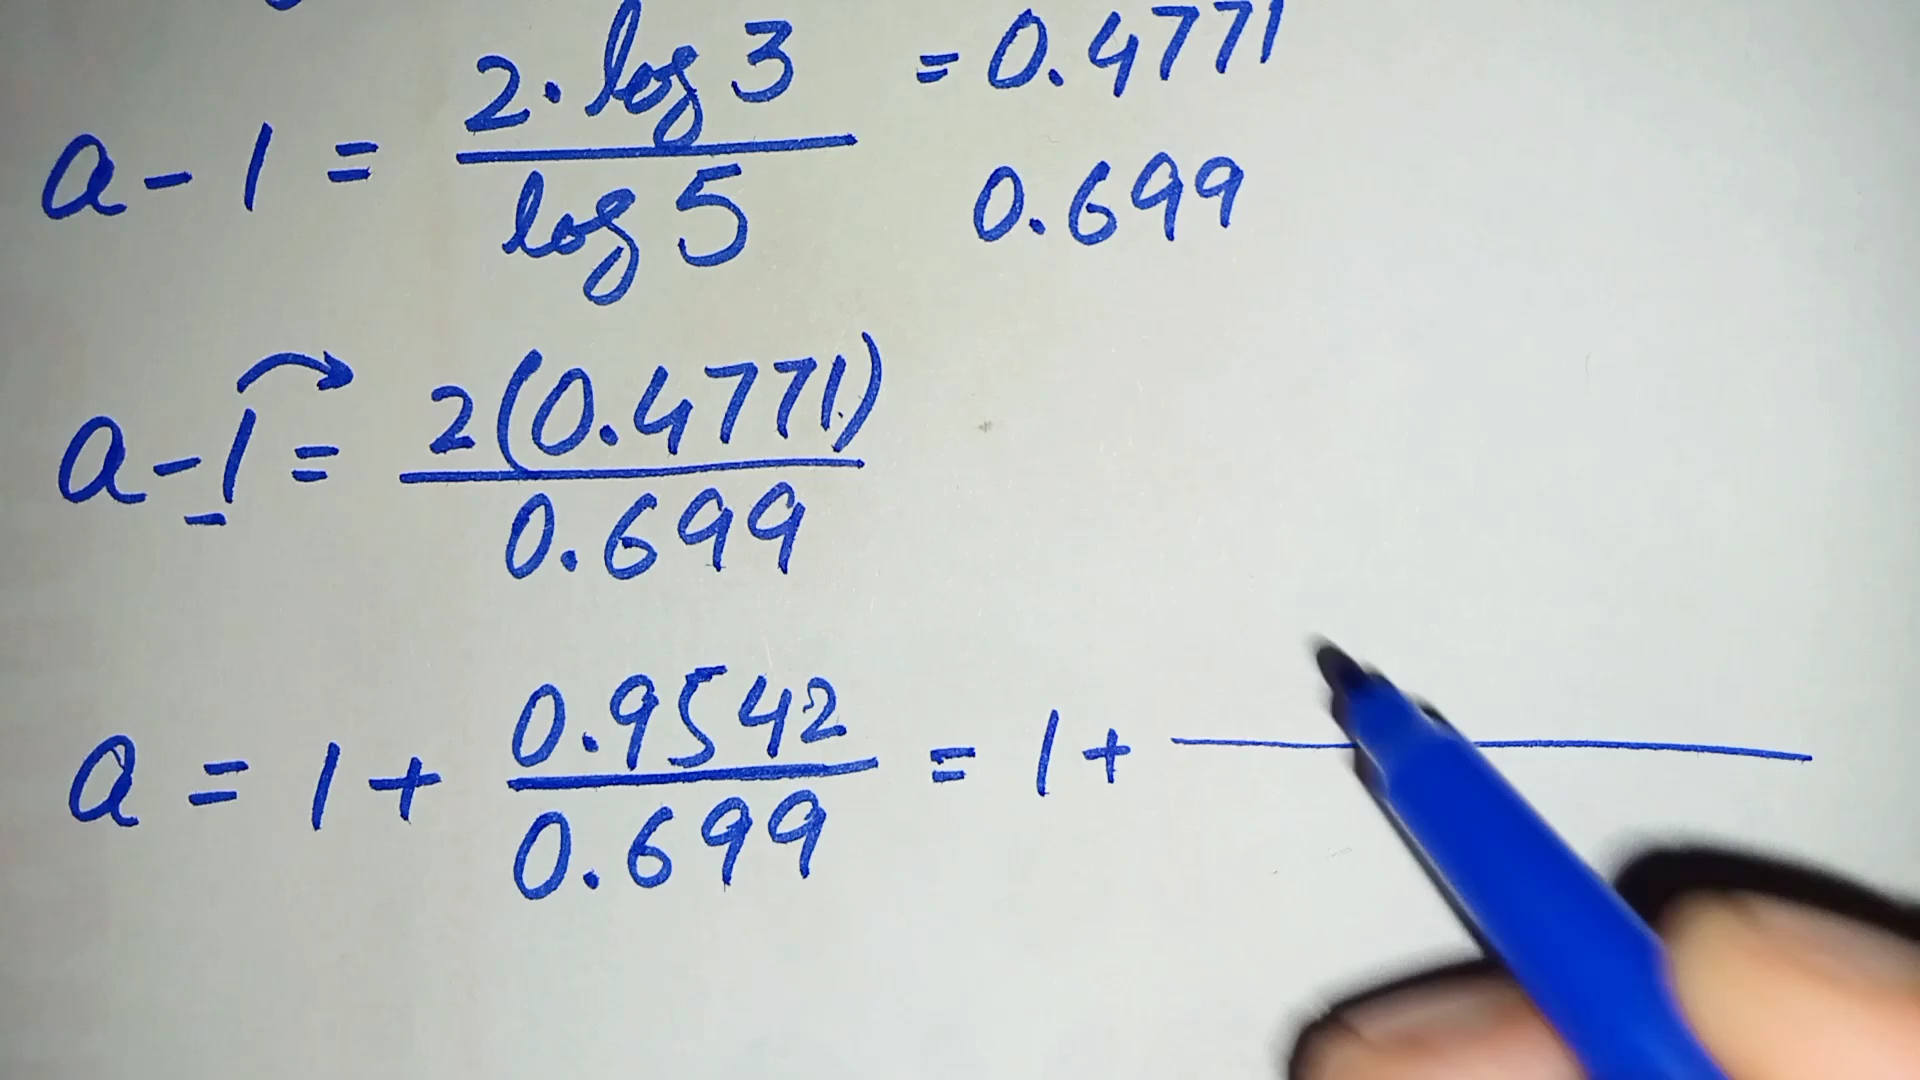 a - 1 = 2. log 3 / log 5 = 0.4771
0.699
a - 1 = 2(0.4771) / 0.699
a = 1 + 0.9542 / 0.699 = 1 +